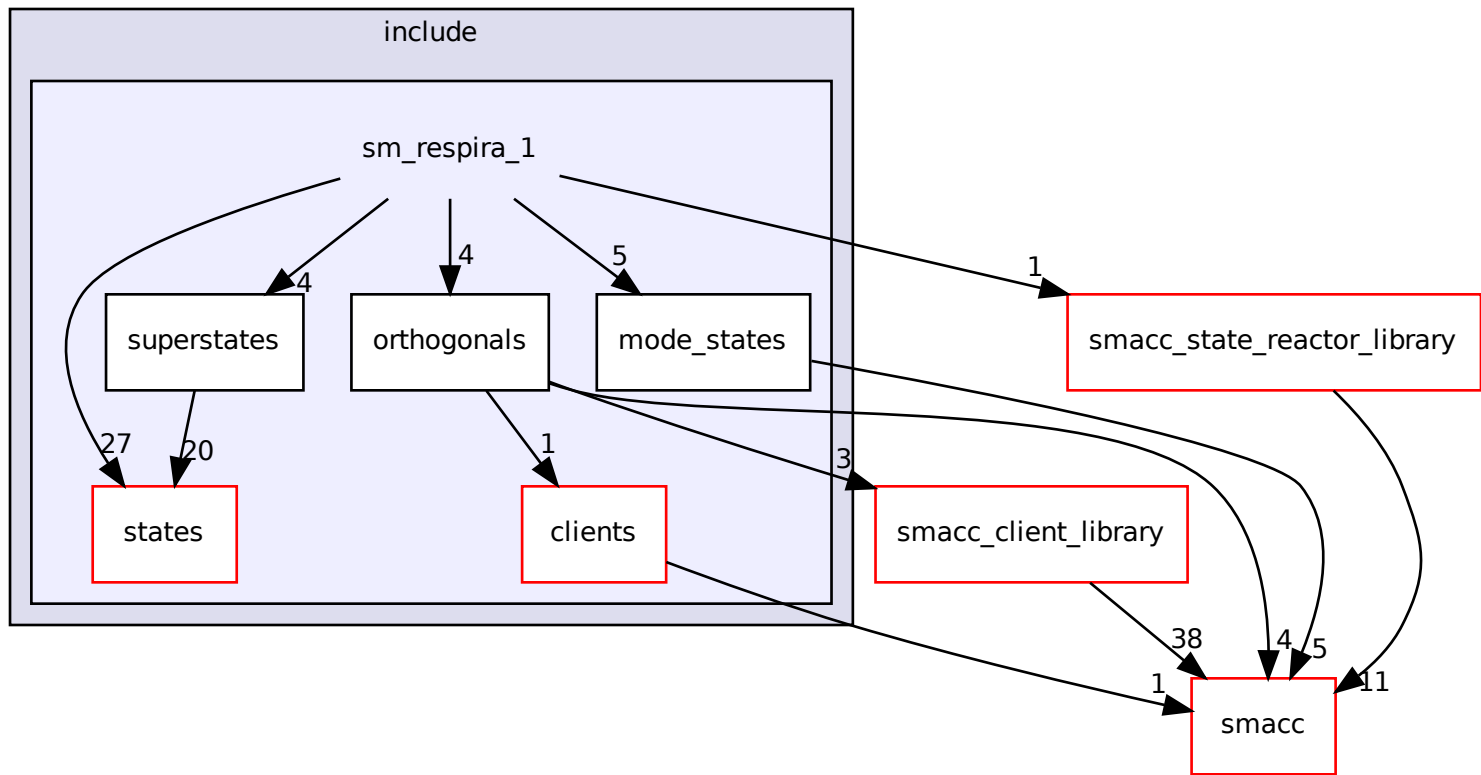 include
sm_respira_1
4
5
1
4
superstates
orthogonals
mode_states
smacc_state_reactor_library
27
20
1
3
states
clients
smacc_client_library
38
4
5
1
11
smacc